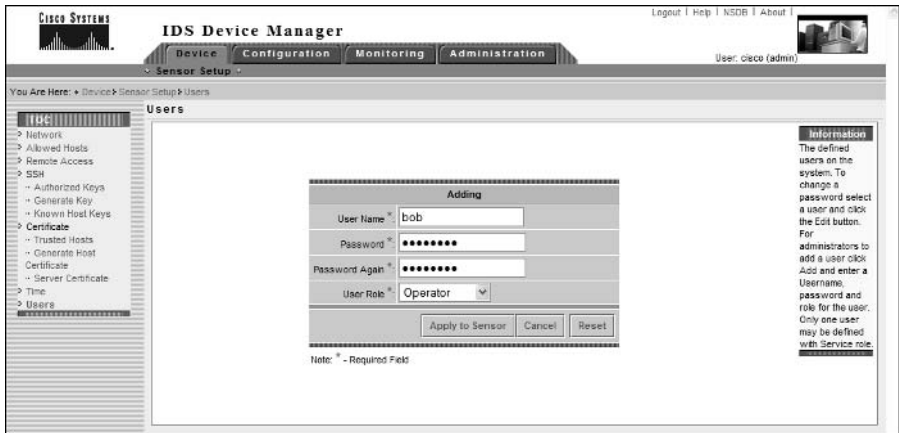 CISCO SYSTEMS
IDS Device Manager
Logout | Help | NSDB | About |
Device Configuration Monitoring Administration
User: cisco (admin)
Sensor Setup
You Are Here: Device Sensor Setup Users
TOC
Network
Allowed Hosts
Remote Access
SSH
Authorized Keys
Generate Key
Known Host Keys
Certificate
Trusted Hosts
Generate Host
Certificate
Server Certificate
Time
Users
Users
Adding
User Name *: bob
Password *: ●●●●●●●●
Password Again *: ●●●●●●●●
User Role *: Operator
Apply to Sensor Cancel Reset
Note: * - Required Field
Information
The defined
users on the
system. To
change a
password select
a user and click
the Edit button.
For
administrators to
add a user click
Add and enter a
Username,
password and
role for the user.
Only one user
may be defined
with Service role.